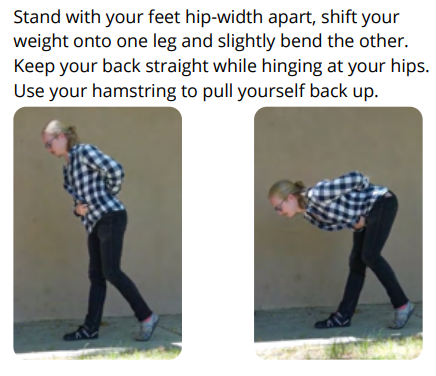 Stand with your feet hip-width apart, shift your
weight onto one leg and slightly bend the other.
Keep your back straight while hinging at your hips.
Use your hamstring to pull yourself back up.